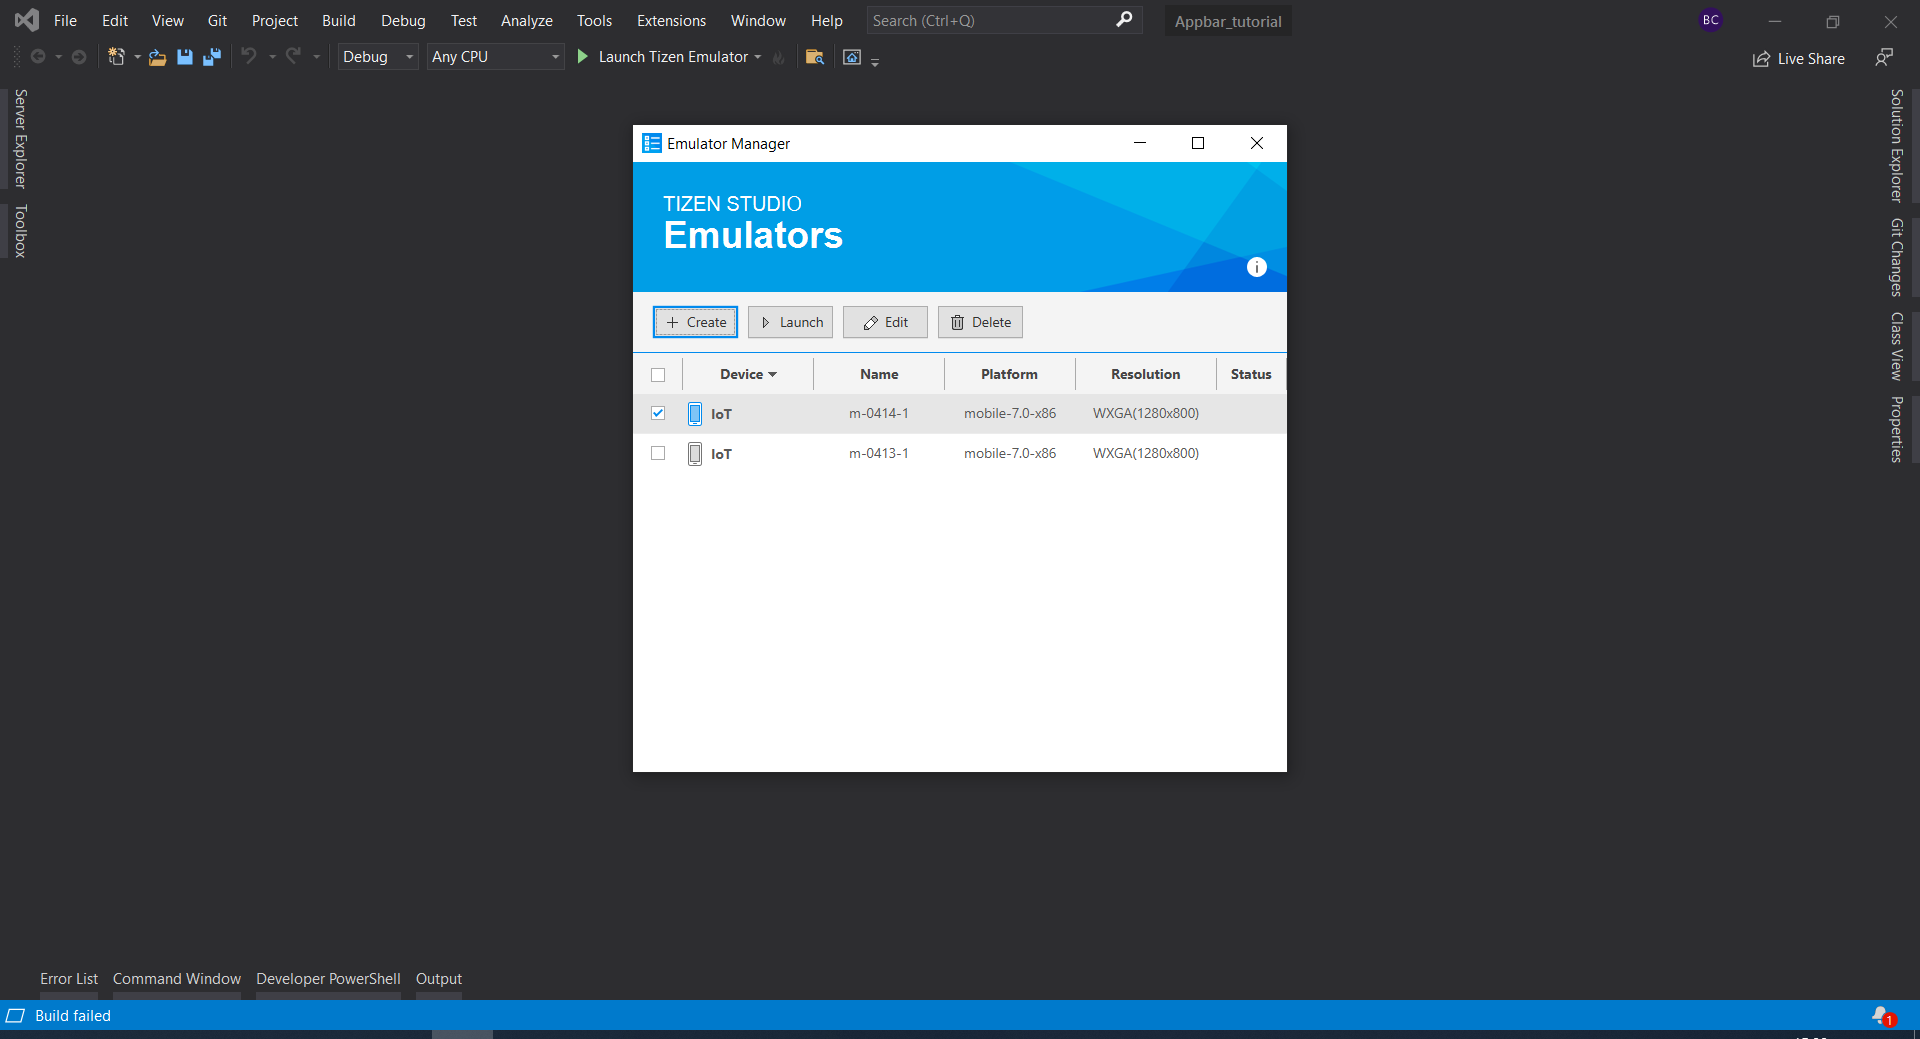 File Edit View Git Project Build Debug Test Analyze Tools Extensions Window Help Search (Ctrl+Q) Appbar_tutorial BC
Debug Any CPU Launch Tizen Emulator Live Share
Server Explorer
Toolbox
Solution Explorer
Git Changes
Class View
Properties
Emulator Manager
TIZEN STUDIO
Emulators
i
+ Create Launch Edit Delete
Device Name Platform Resolution Status
IoT m-0414-1 mobile-7.0-x86 WXGA(1280x800)
IoT m-0413-1 mobile-7.0-x86 WXGA(1280x800)
Error List Command Window Developer PowerShell Output
Build failed 1